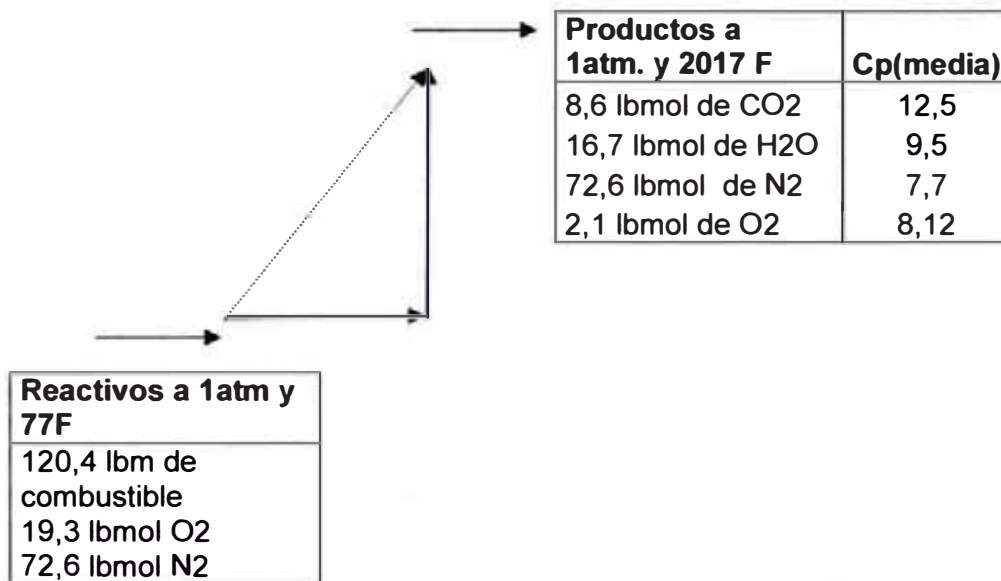 Productos a
1atm. y 2017 F Cp(media)
8,6 lbmol de CO2 12,5
16,7 lbmol de H2O 9,5
72,6 lbmol de N2 7,7
2,1 lbmol de O2 8,12
Reactivos a 1atm y
77F
120,4 lbm de
combustible
19,3 lbmol O2
72,6 lbmol N2